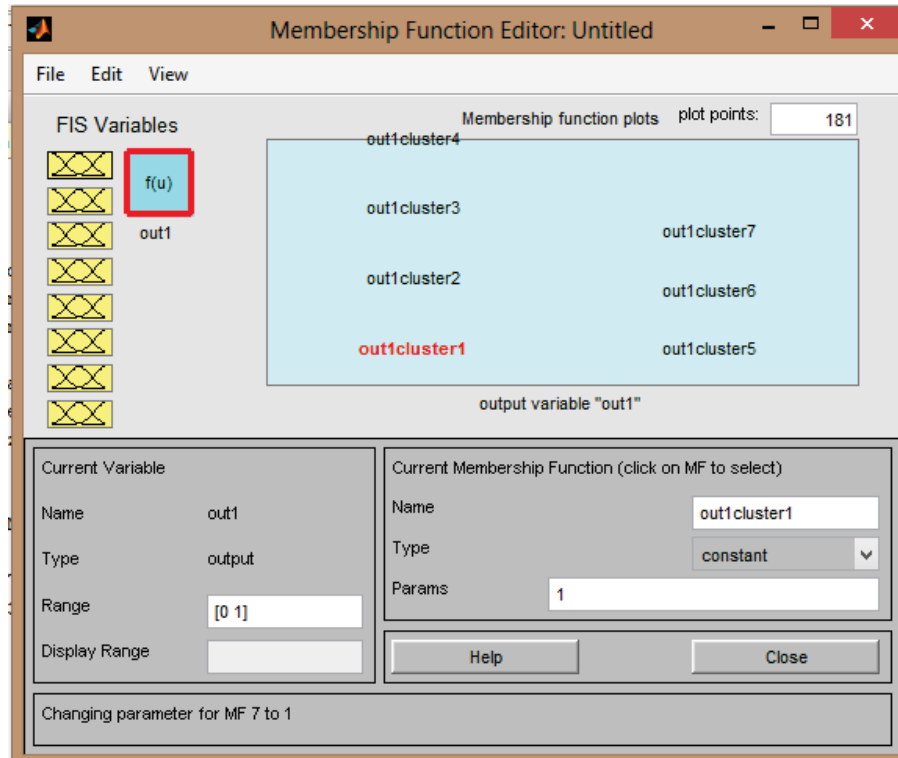 Membership Function Editor: Untitled
File Edit View
FIS Variables
f(u)
out1
Membership function plots
plot points:
181
out1cluster4
out1cluster3
out1cluster2
out1cluster1
out1cluster7
out1cluster6
out1cluster5
output variable "out1"
Current Variable
Name out1
Type output
Range [0 1]
Display Range
Current Membership Function (click on MF to select)
Name out1cluster1
Type constant
Params 1
Help
Close
Changing parameter for MF 7 to 1